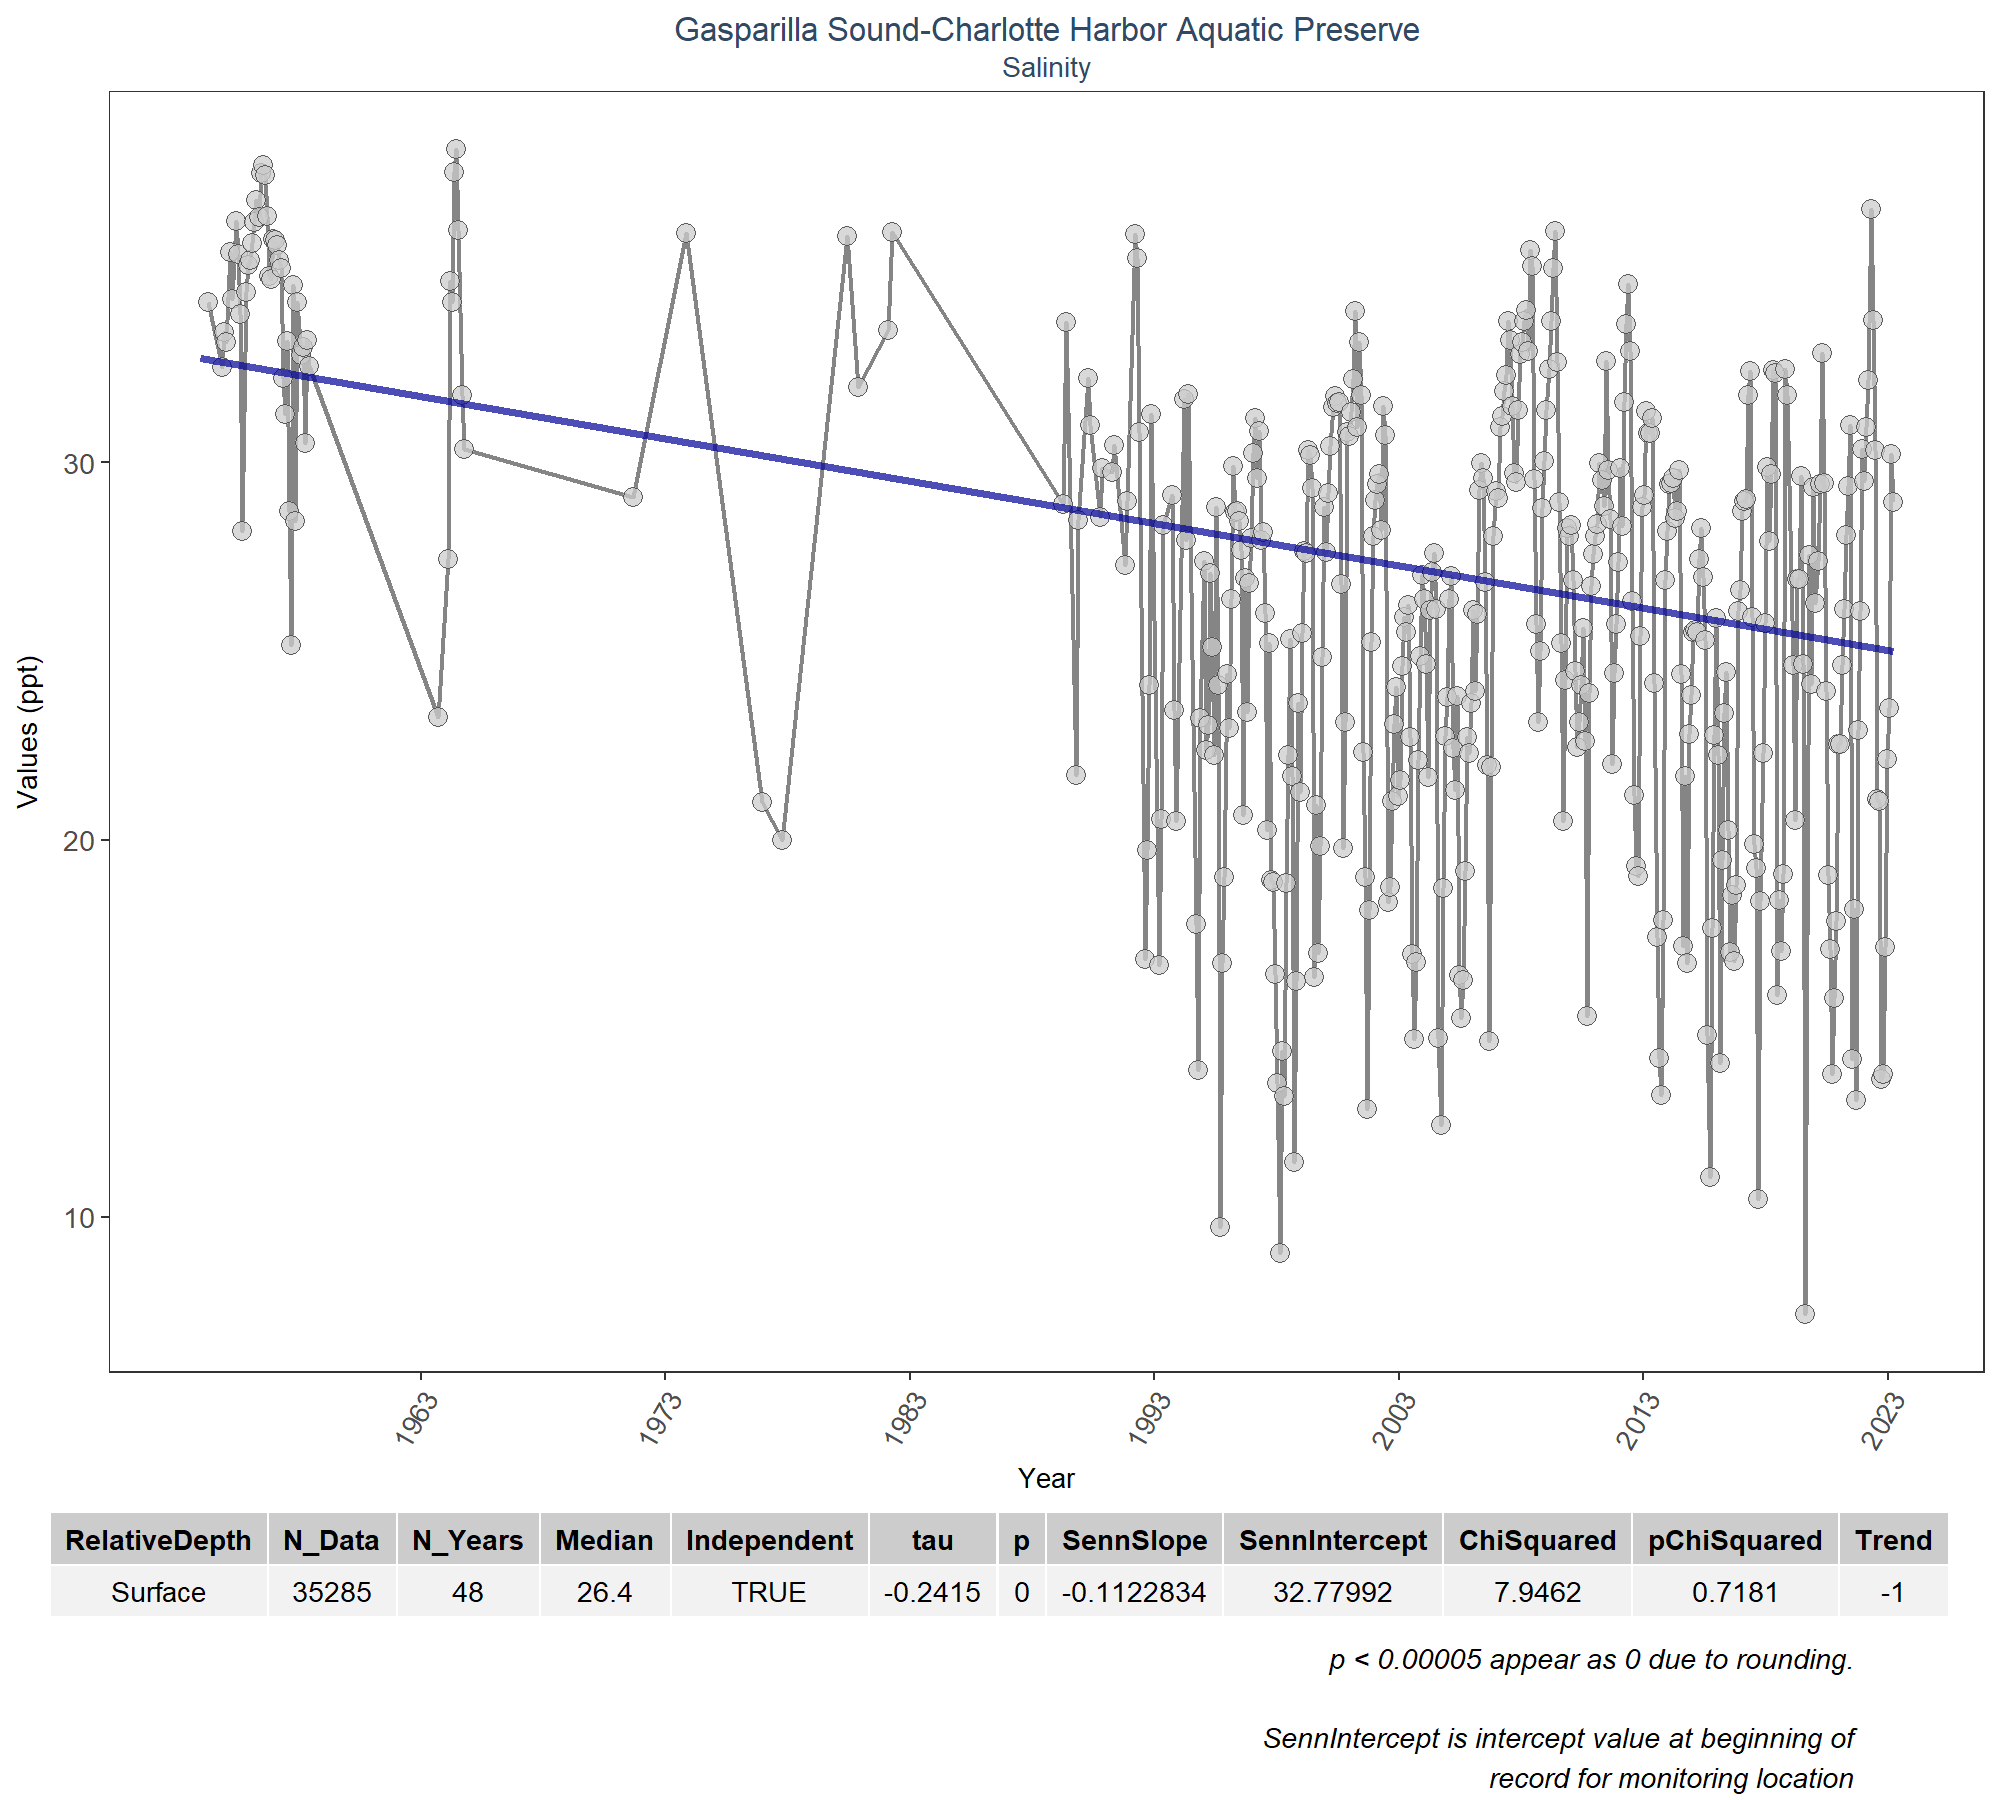 Gasparilla Sound-Charlotte Harbor Aquatic Preserve
Salinity
Values (ppt)
30
20
10
1963
1973
1983
1993
2003
2013
2023
Year
RelativeDepth N_Data N_Years Median Independent tau p SennSlope SennIntercept ChiSquared pChiSquared Trend
Surface 35285 48 26.4 TRUE -0.2415 0 -0.1122834 32.77992 7.9462 0.7181 -1
p < 0.00005 appear as 0 due to rounding.
SennIntercept is intercept value at beginning of
record for monitoring location